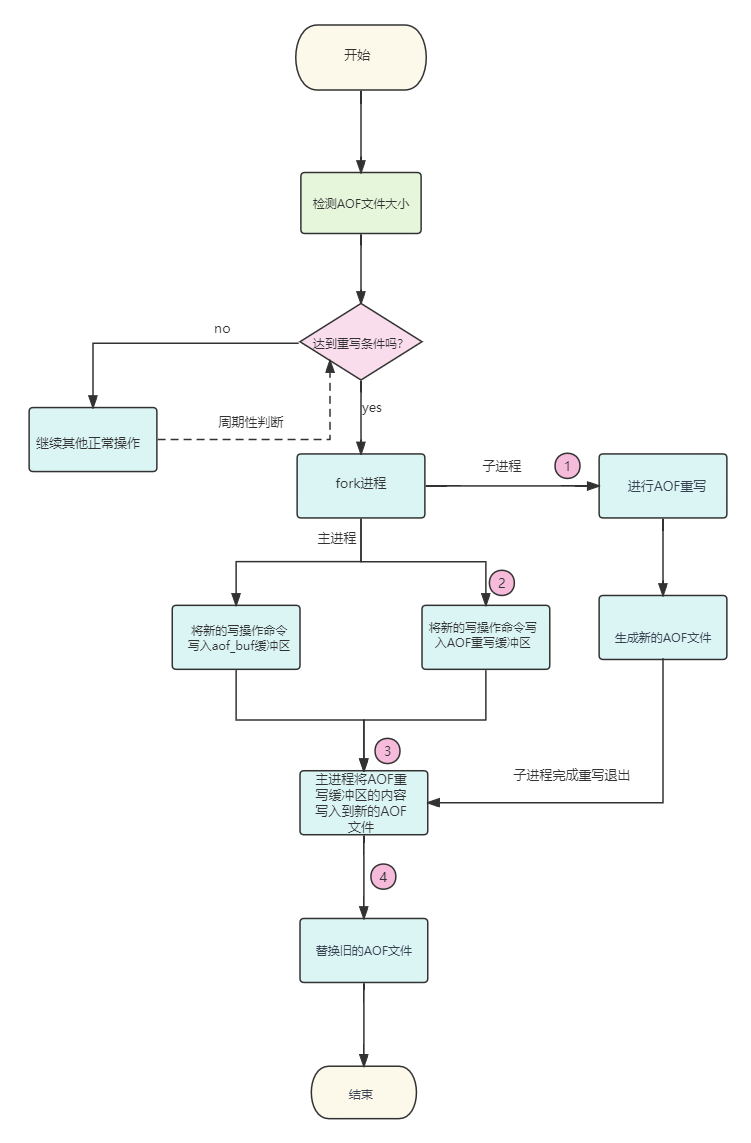 开始
检测AOF文件大小
no
达到重写条件吗?
yes
周期性判断
继续其他正常操作
fork进程
子进程
1
进行AOF重写
主进程
2
将新的写操作命令
写入aof_buf缓冲区
将新的写操作命令写
入AOF重写缓冲区
生成新的AOF文件
3
主进程将AOF重
写缓冲区的内容
写入到新的AOF
文件
子进程完成重写退出
4
替换旧的AOF文件
结束